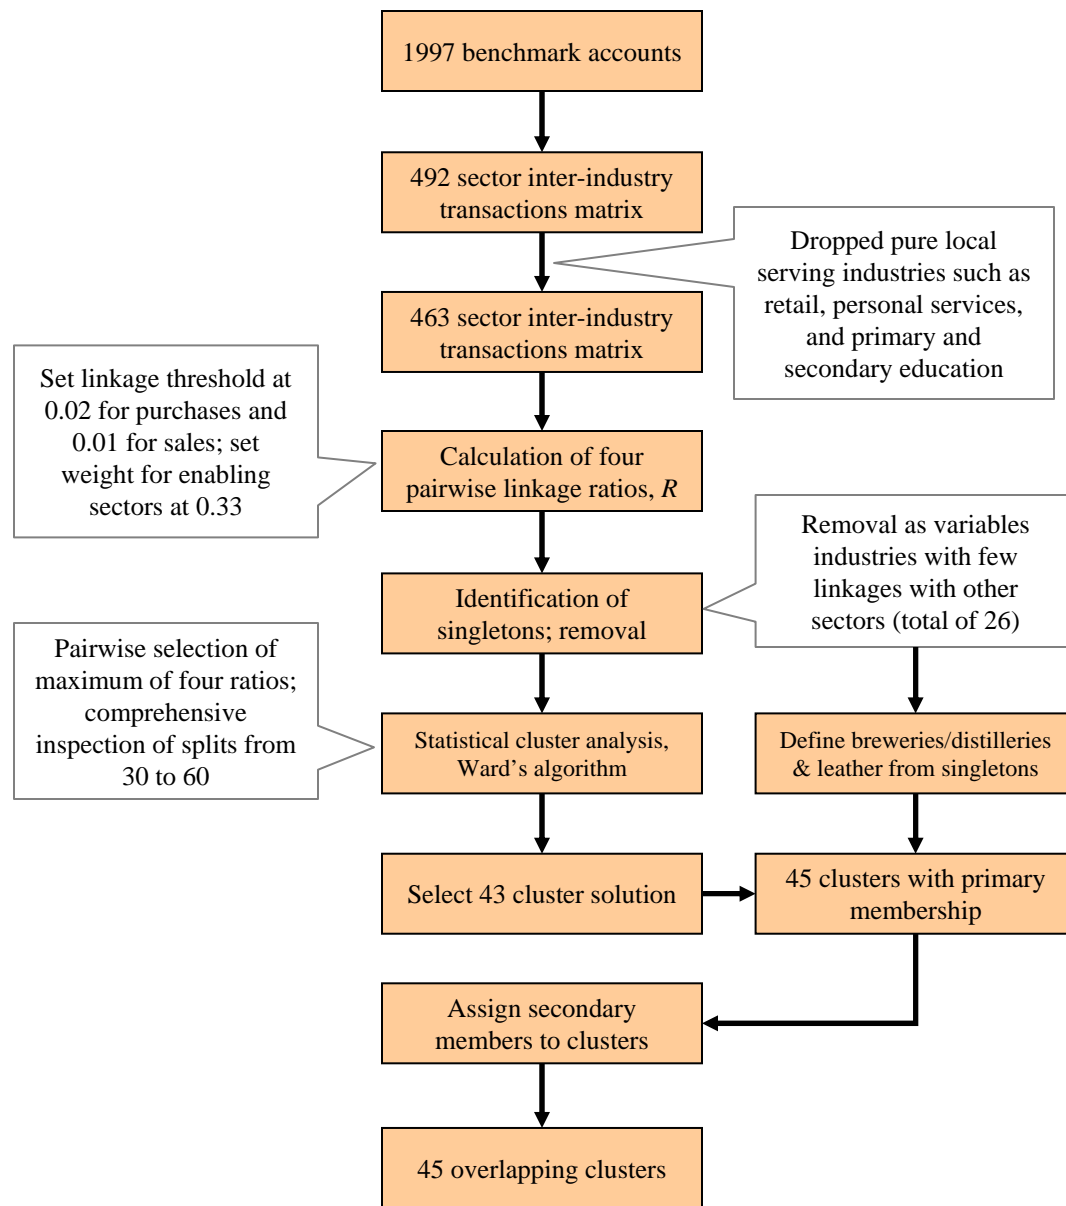 1997 benchmark accounts
492 sector inter-industry
transactions matrix
Dropped pure local
serving industries such as
retail, personal services,
and primary and
secondary education
463 sector inter-industry
transactions matrix
Set linkage threshold at
0.02 for purchases and
0.01 for sales; set
weight for enabling
sectors at 0.33
Calculation of four
pairwise linkage ratios, R
Removal as variables
industries with few
linkages with other
sectors (total of 26)
Identification of
singletons; removal
Pairwise selection of
maximum of four ratios;
comprehensive
inspection of splits from
30 to 60
Statistical cluster analysis,
Ward's algorithm
Define breweries/distilleries
& leather from singletons
Select 43 cluster solution
45 clusters with primary
membership
Assign secondary
members to clusters
45 overlapping clusters